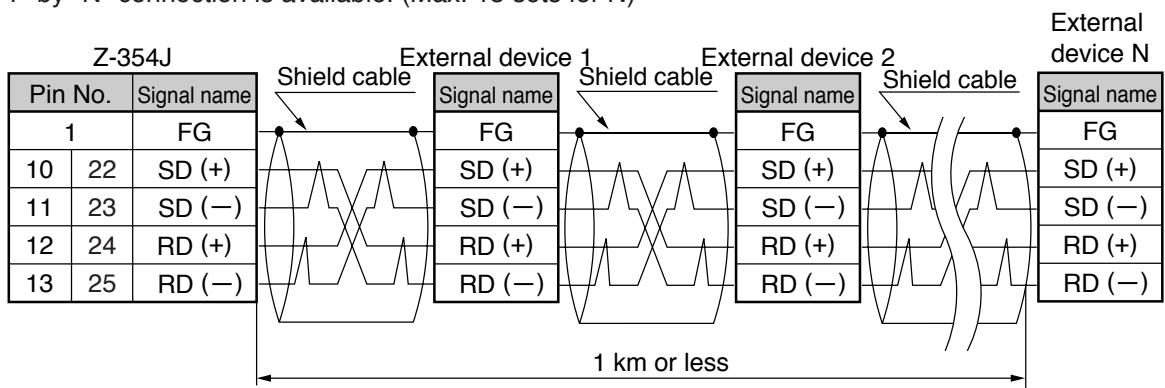 1" by "N" connection is available. (Max. 16 sets for N)
External
device N
Z-354J
External device 1
External device 2
Shield cable
Shield cable
Shield cable
Pin No. Signal name Signal name Signal name Signal name
1 FG FG FG FG
10 22 SD (+) SD (+) SD (+) SD (+)
11 23 SD (—) SD (—) SD (—) SD (—)
12 24 RD (+) RD (+) RD (+) RD (+)
13 25 RD (—) RD (—) RD (—) RD (—)
1 km or less